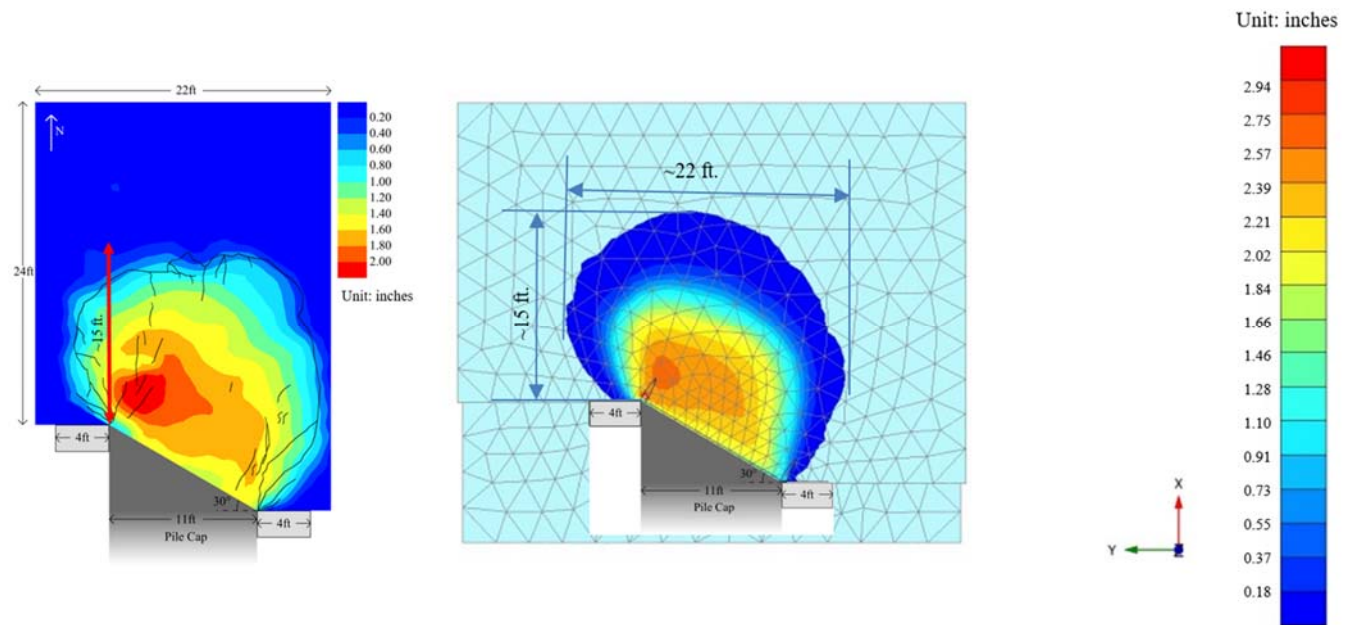 22ft
N
0.20
0.40
0.60
0.80
1.00
1.20
1.40
1.80
2.00
Unit: inches
24ft
~15 ft.
4ft
30°
11ft
4ft
Pile Cap
~22 ft.
~15 ft.
4ft
30°
11ft
4ft
Pile Cap
X
Y
Z
Unit: inches
2.94
2.75
2.57
2.39
2.21
2.02
1.84
1.66
1.46
1.28
1.10
0.91
0.73
0.55
0.37
0.18